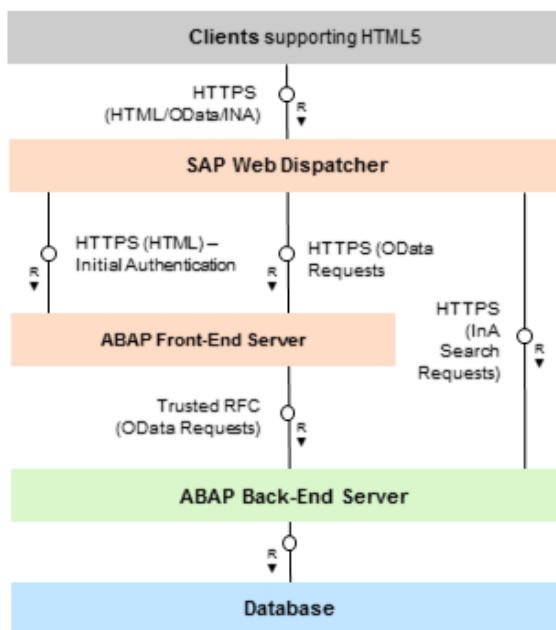 Clients supporting HTML5
HTTPS
(HTML/OData/INA)
R
SAP Web Dispatcher
HTTPS (HTML) –
Initial Authentication
R
HTTPS (OData
Requests
R
HTTPS
(InA
Search
Requests)
R
ABAP Front-End Server
Trusted RFC
(OData Requests)
R
ABAP Back-End Server
R
Database